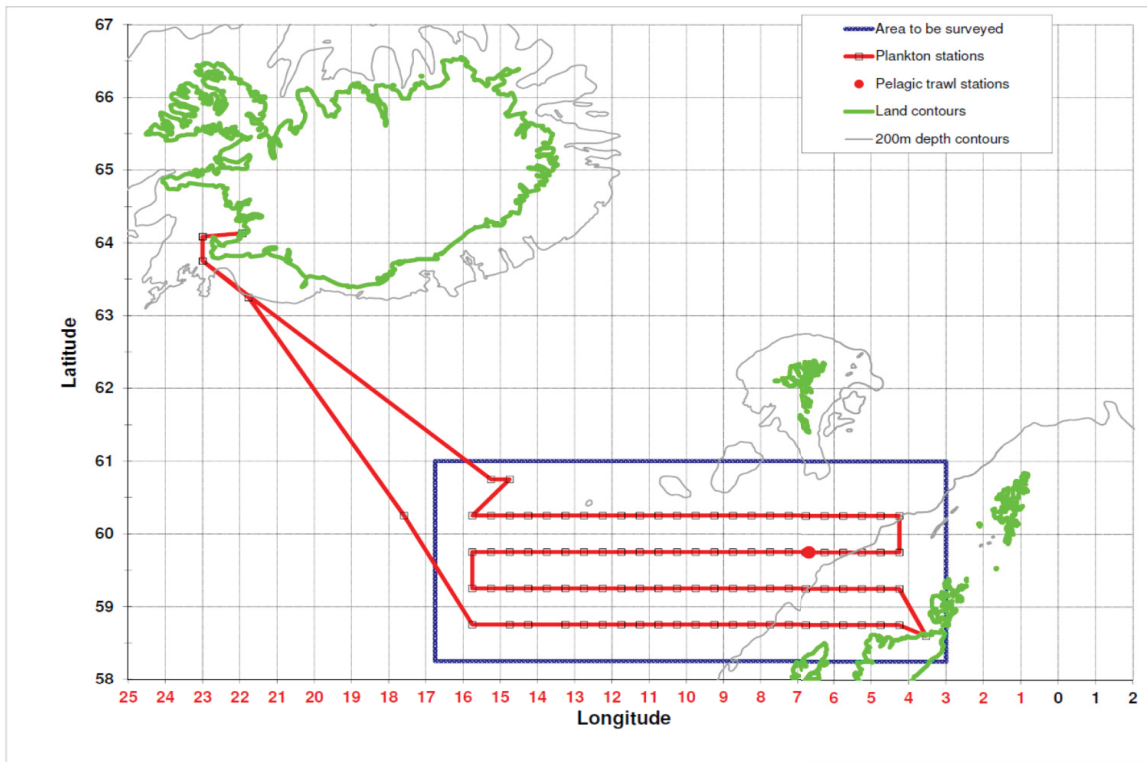 Area to be surveyed
Plankton stations
Pelagic trawl stations
Land contours
200m depth contours
67
66
65
64
63
62
61
60
59
58
Latitude
25 24 23 22 21 20 19 18 17 16 15 14 13 12 11 10 9 8 7 6 5 4 3 2 1 0 1 2
Longitude